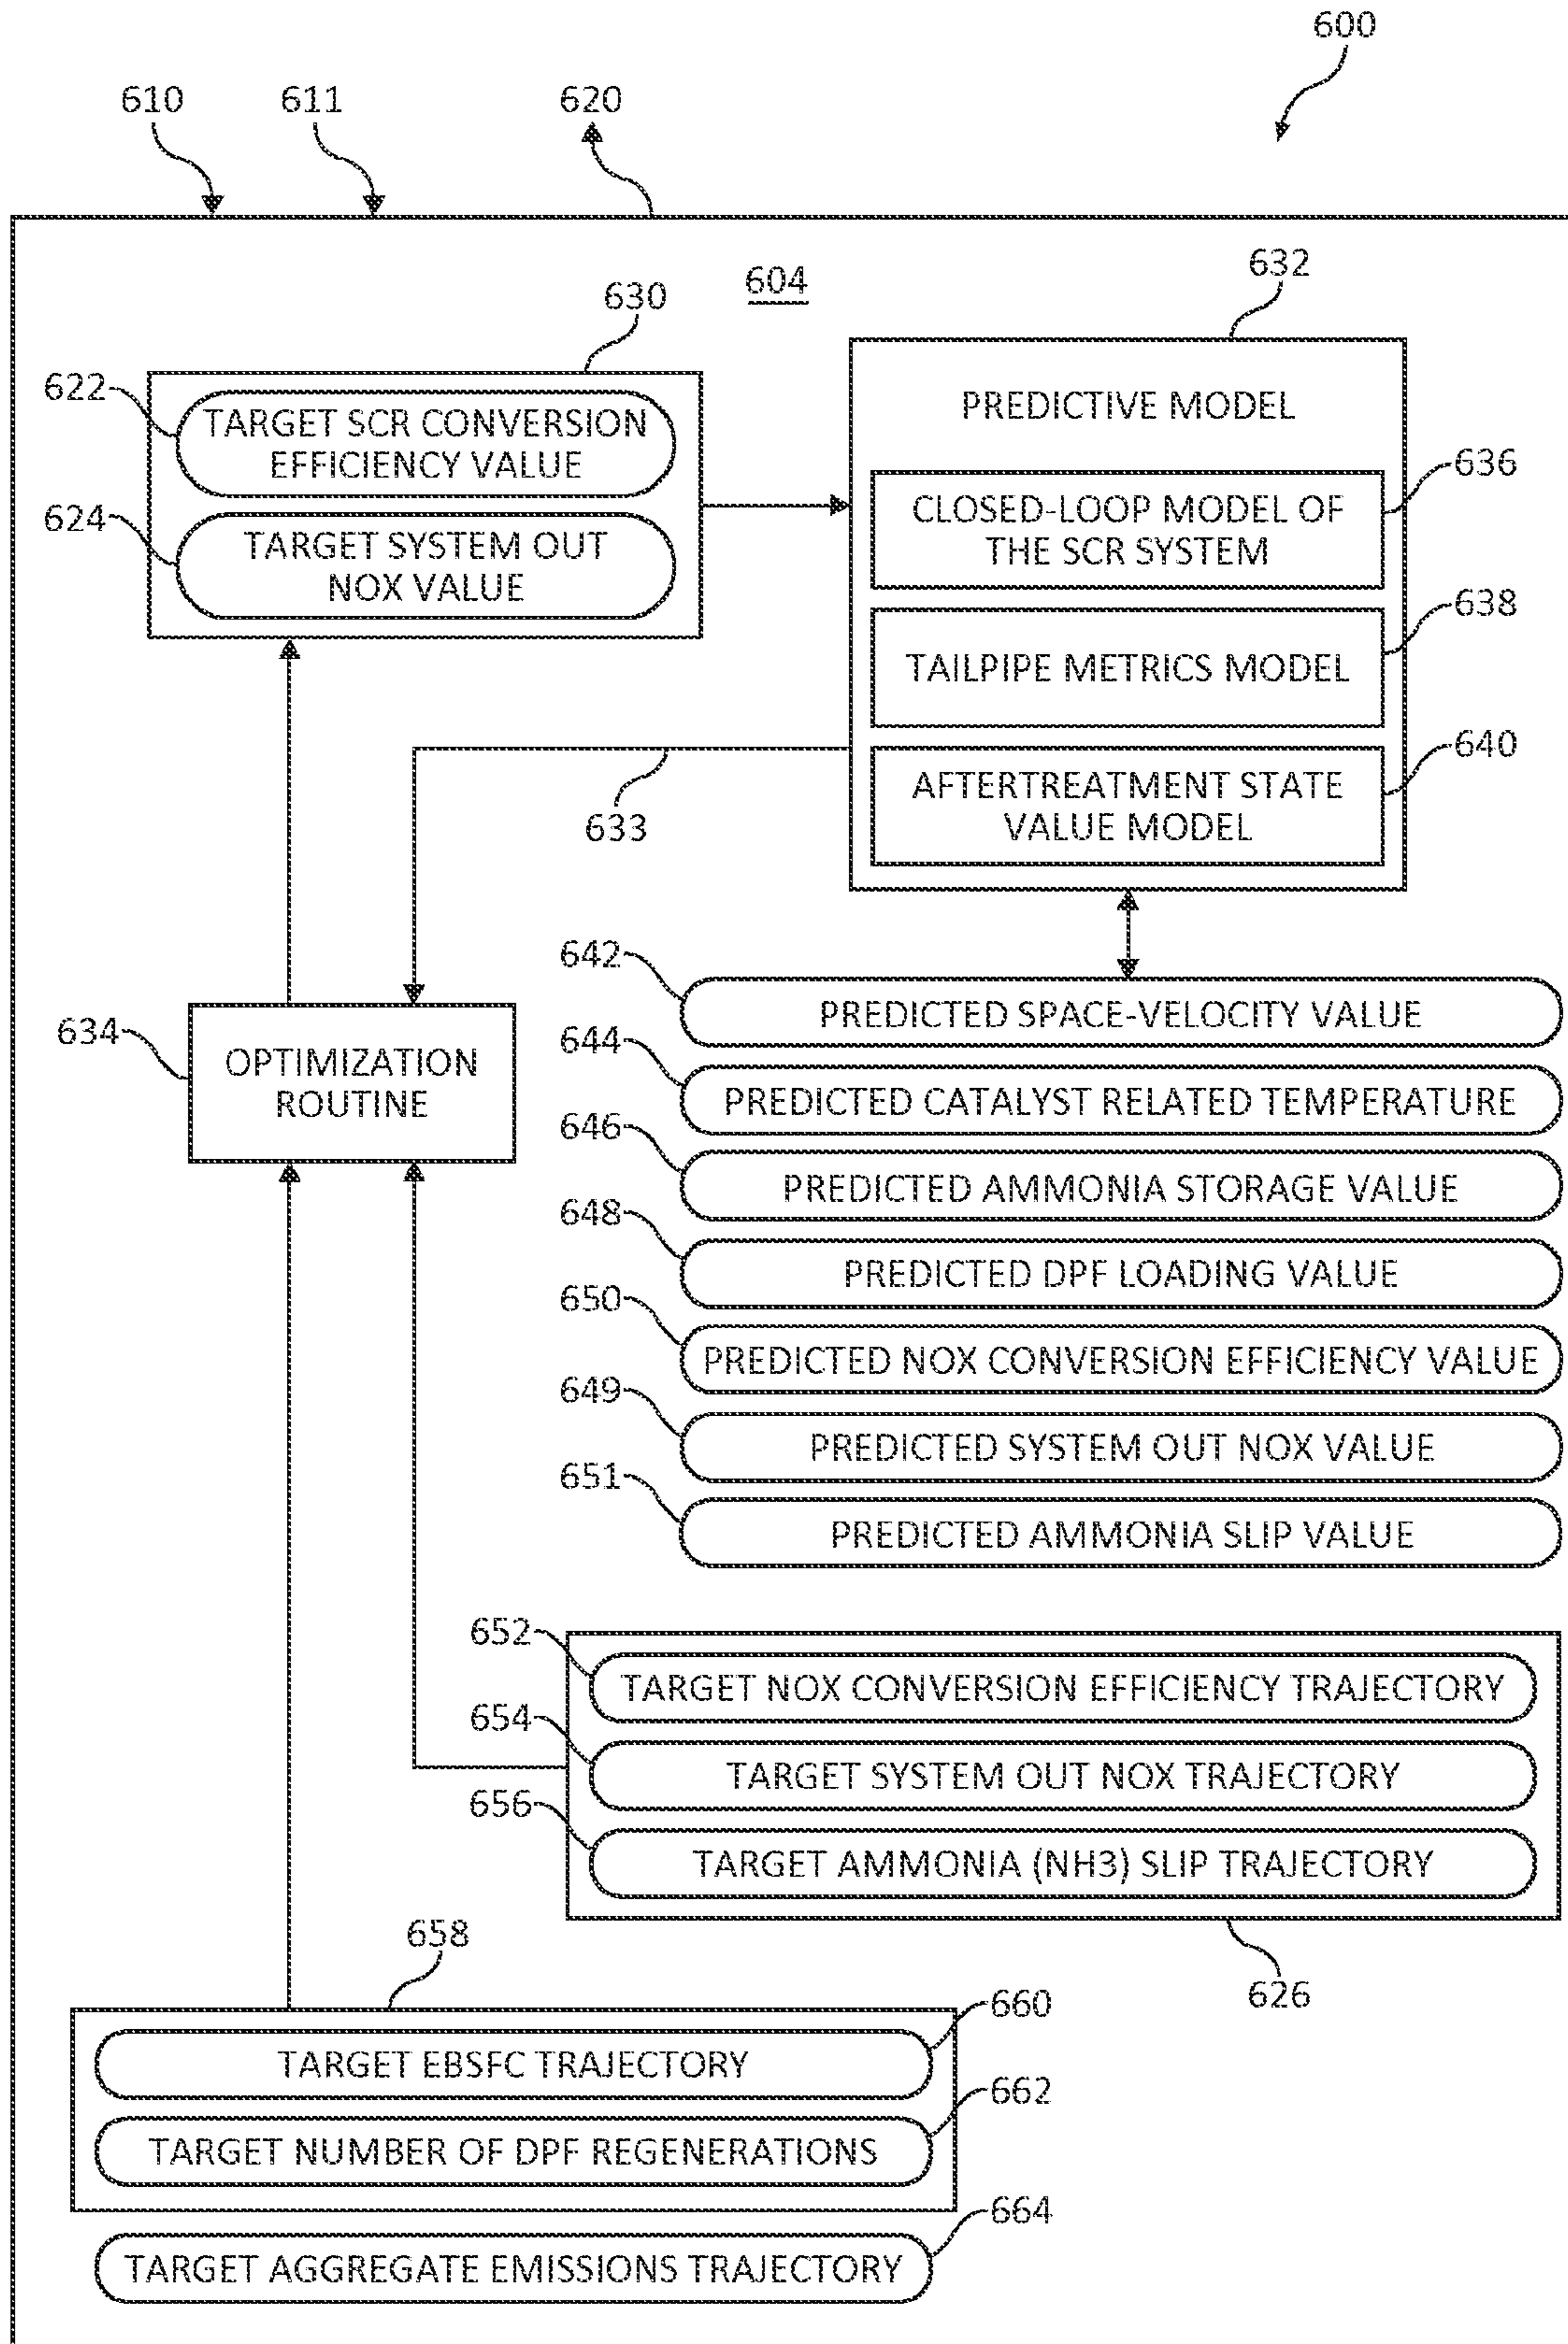 600
610
611
620
604
632
630
622
TARGET SCR CONVERSION
EFFICIENCY VALUE
624
TARGET SYSTEM OUT
NOX VALUE
PREDICTIVE MODEL
636
CLOSED-LOOP MODEL OF
THE SCR SYSTEM
638
TAILPIPE METRICS MODEL
640
AFTERTREATMENT STATE
VALUE MODEL
633
634
OPTIMIZATION
ROUTINE
642
PREDICTED SPACE-VELOCITY VALUE
644
PREDICTED CATALYST RELATED TEMPERATURE
646
PREDICTED AMMONIA STORAGE VALUE
648
PREDICTED DPF LOADING VALUE
650
PREDICTED NOX CONVERSION EFFICIENCY VALUE
649
PREDICTED SYSTEM OUT NOX VALUE
651
PREDICTED AMMONIA SLIP VALUE
652
TARGET NOX CONVERSION EFFICIENCY TRAJECTORY
654
TARGET SYSTEM OUT NOX TRAJECTORY
656
TARGET AMMONIA (NH3) SLIP TRAJECTORY
626
658
660
TARGET EBSFC TRAJECTORY
662
TARGET NUMBER OF DPF REGENERATIONS
664
TARGET AGGREGATE EMISSIONS TRAJECTORY